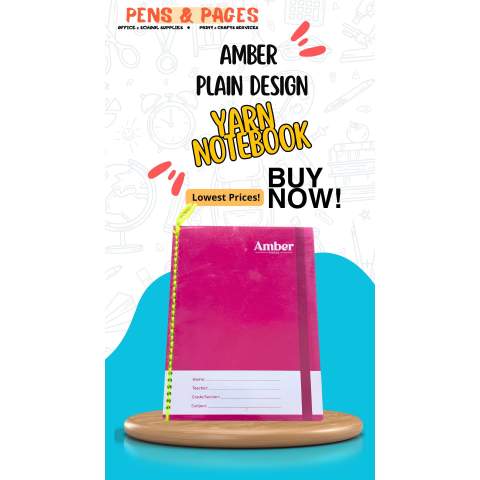 PENS & PAGES
OFFICE & SCHOOL SUPPLIES • PRINT & CRAFTS SERVICES
AMBER
PLAIN DESIGN
YARN
NOTEBOOK
Lowest Prices!
BUY
NOW!
Amber
Name:
Teacher:
Grade/Section:
Subject: